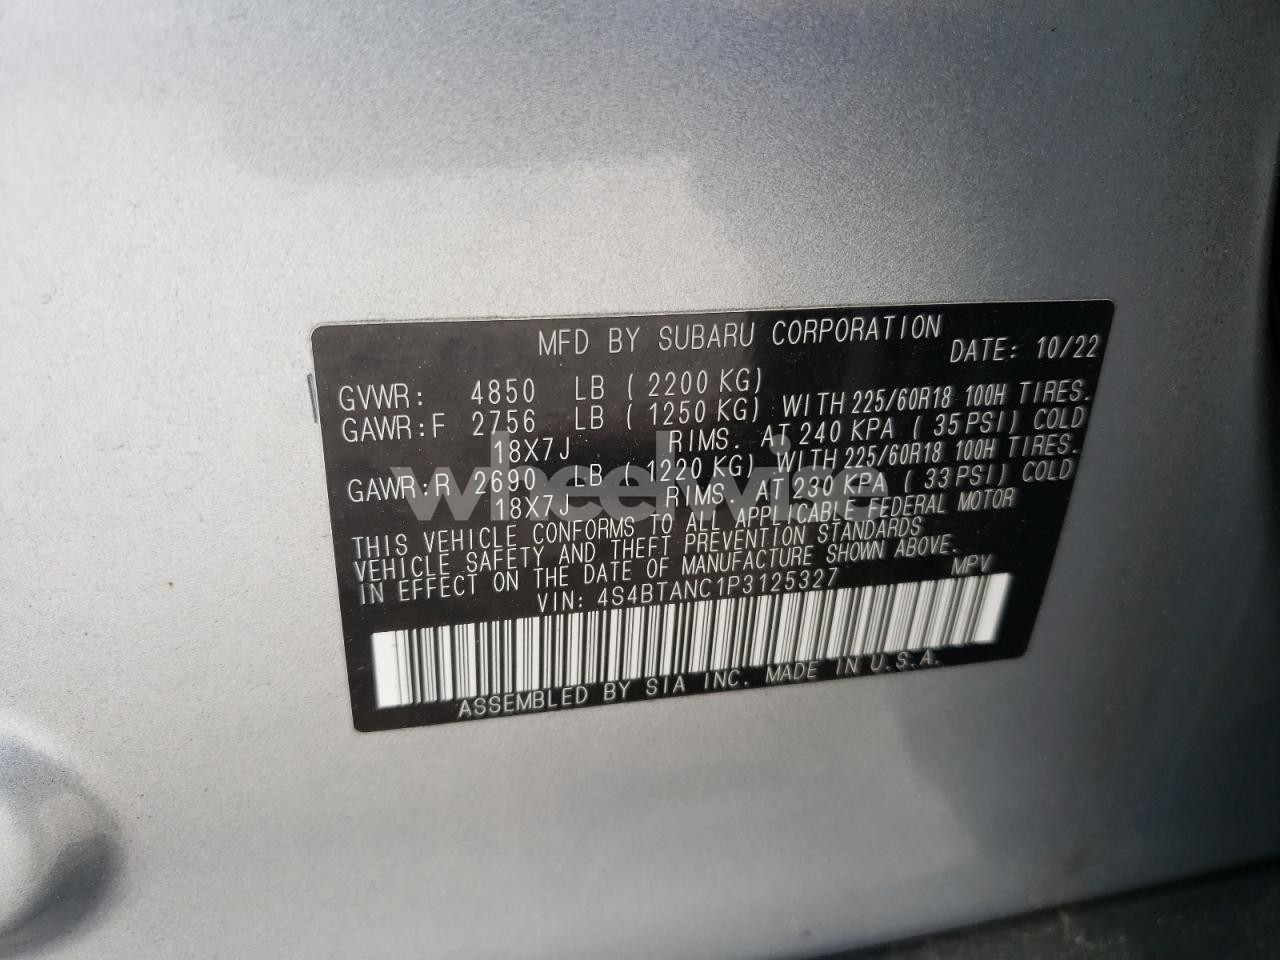 MFD BY SUBARU CORPORATION
DATE: 10/22
GVWR: 4850 LB (2200 KG)
GAWR:F 2756 LB (1250 KG) WITH 225/60R18 100H TIRES.
18X7J RIMS. AT 240 KPA ( 35 PSI) COLD
GAWR:R 2690 LB (1220 KG) WITH 225/60R18 100H TIRES.
18X7J RIMS. AT 230 KPA ( 33 PSI) COLD
THIS VEHICLE CONFORMS TO ALL APPLICABLE FEDERAL MOTOR
VEHICLE SAFETY AND THEFT PREVENTION STANDARDS
IN EFFECT ON THE DATE OF MANUFACTURE SHOWN ABOVE.
VIN: 4S4BTANC1P3125327 MPV
ASSEMBLED BY SIA INC. MADE IN U.S.A.
wheelwise